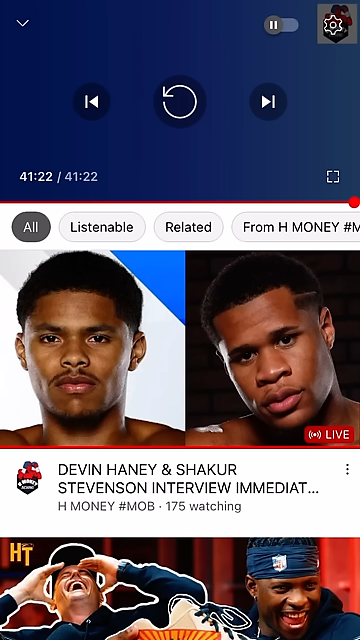 41:22 / 41:22
All
Listenable
Related
From H MONEY #M
LIVE
DEVIN HANEY & SHAKUR
STEVENSON INTERVIEW IMMEDIAT...
H MONEY #MOB · 175 watching
HT